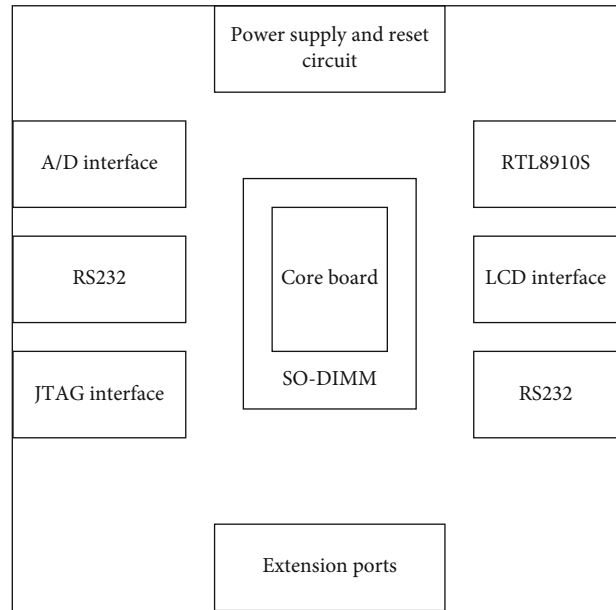 Power supply and reset
circuit
A/D interface
RTL8910S
RS232
Core board
LCD interface
SO-DIMM
JTAG interface
RS232
Extension ports